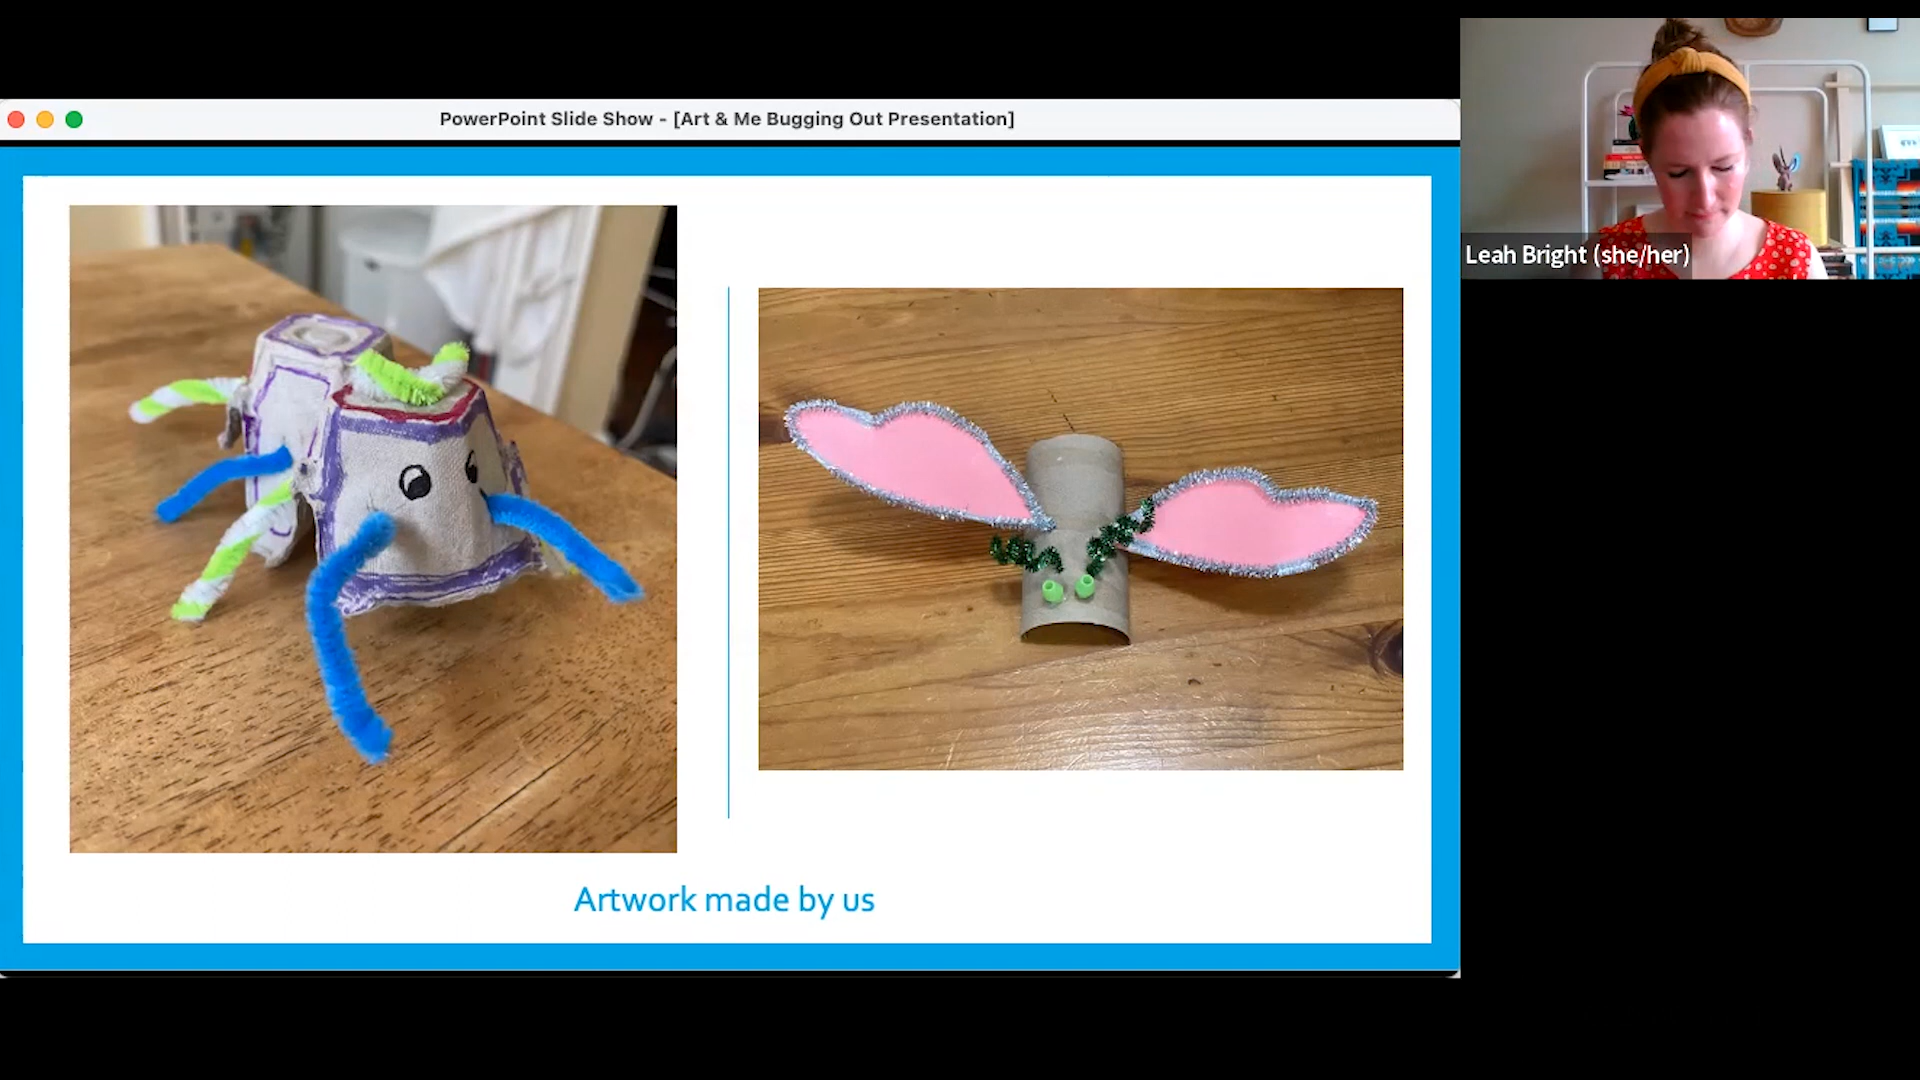 PowerPoint Slide Show - [Art & Me Bugging Out Presentation]
Leah Bright (she/her)
Artwork made by us